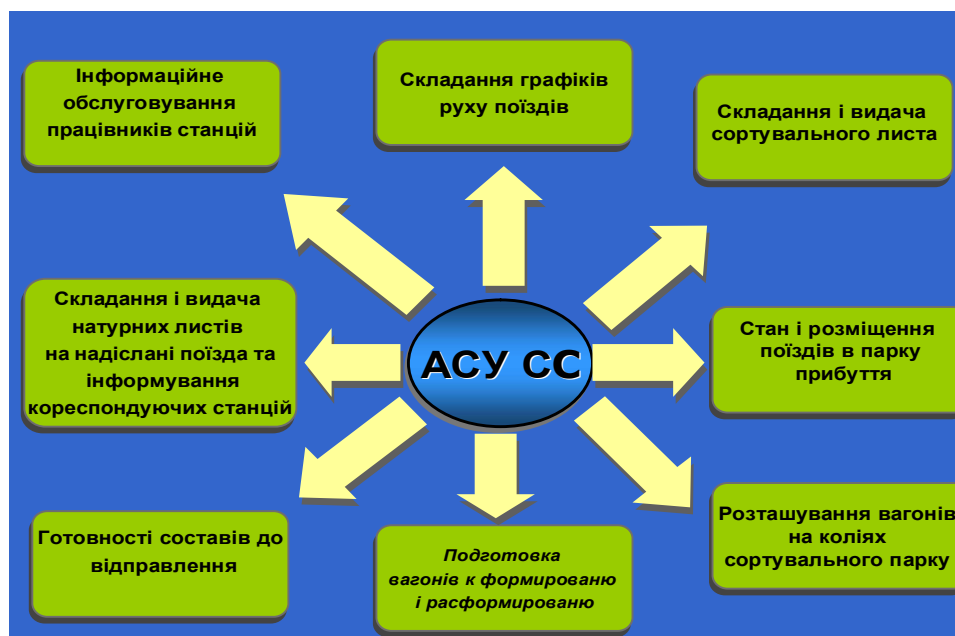 Інформаційне
обслуговування
працівників станцій
Складання графіків
руху поїздів
Складання і видача
сортувального листа
Складання і видача
натурних листів
на надіслані поїзда та
інформування
кореспондуючих станцій
АСУ СС
Стан і розміщення
поїздів в парку
прибуття
Готовності составів до
відправлення
Подготовка
вагонів к формированю
і расформированю
Розташування вагонів
на коліях
сортувального парку